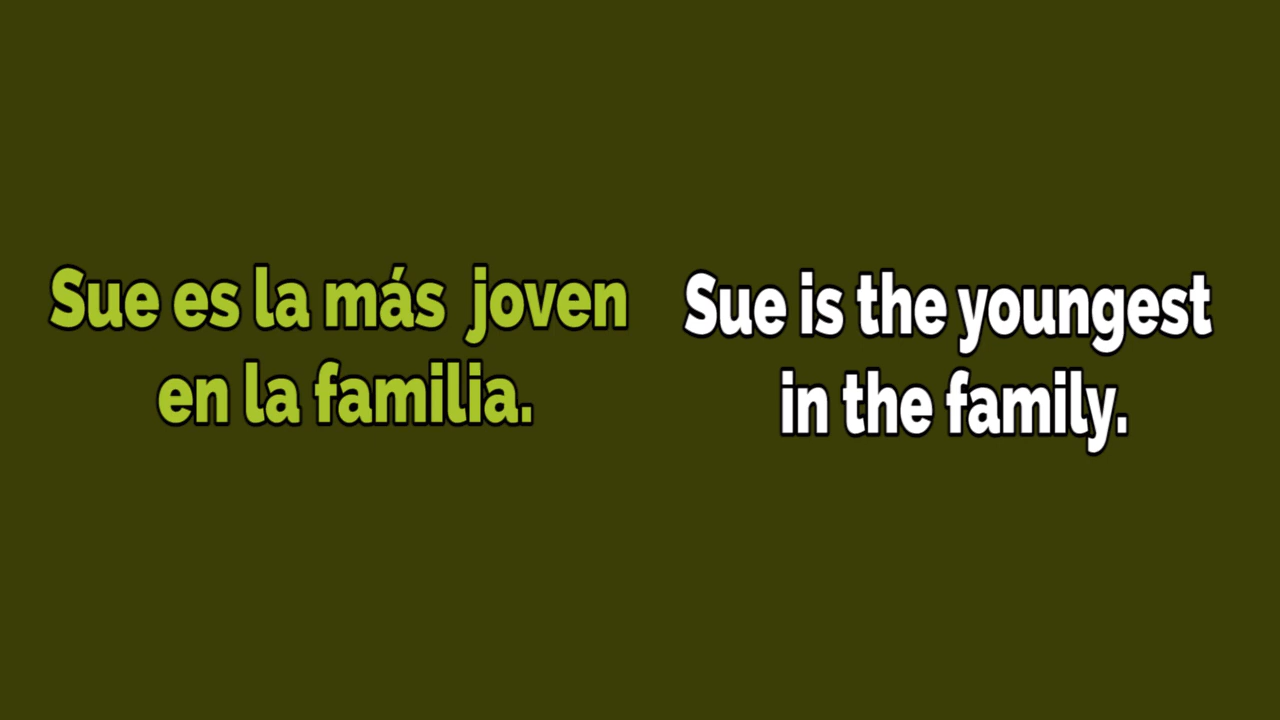 Sue es la más joven
en la familia.
Sue is the youngest
in the family.